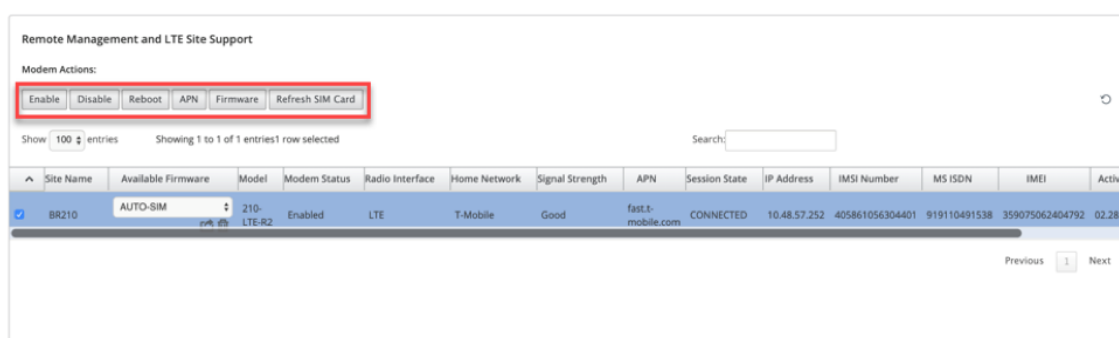 Remote Management and LTE Site Support
Modem Actions:
Enable Disable Reboot APN Firmware Refresh SIM Card
Show 100 entries Showing 1 to 1 of 1 entries1 row selected Search:
Site Name Available Firmware Model Modem Status Radio Interface Home Network Signal Strength APN Session State IP Address IMSI Number MS ISDN IMEI Activ
BR210 AUTO-SIM 210-LTE-R2 Enabled LTE T-Mobile Good fast.t-mobile.com CONNECTED 10.48.57.252 405861056304401 919110491538 359075062404792 02.28
Previous 1 Next